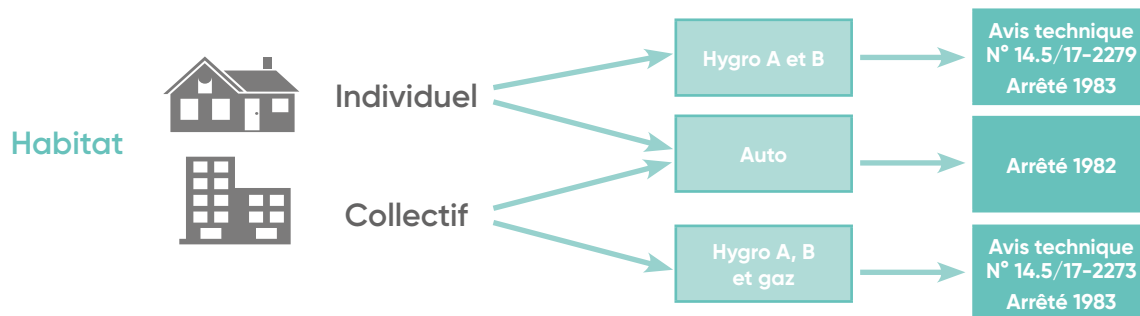 Habitat
Individuel
Collectif
Hygro A et B
Auto
Hygro A, B
et gaz
Avis technique
N° 14.5/17-2279
Arrêté 1983
Arrêté 1982
Avis technique
N° 14.5/17-2273
Arrêté 1983